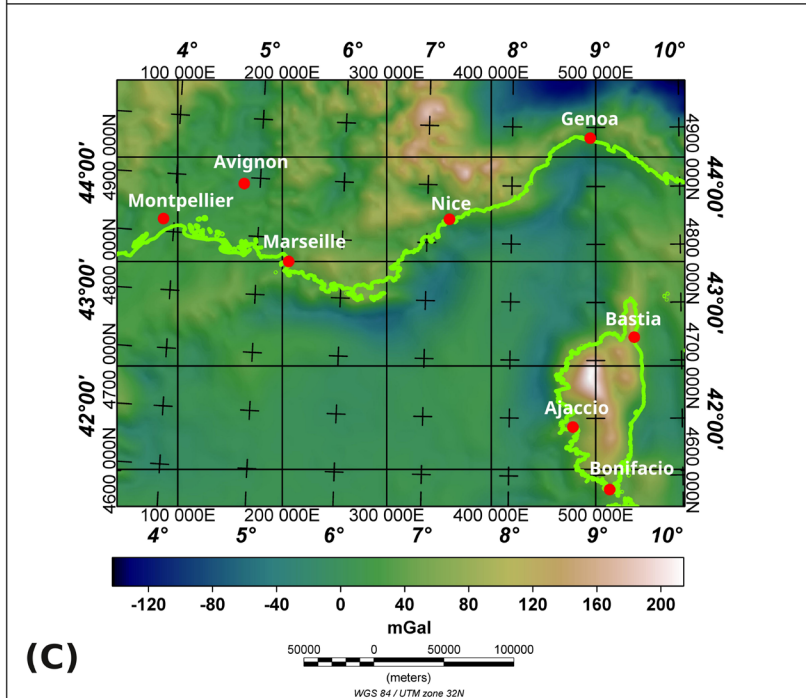 4° 5° 6° 7° 8° 9° 10°
100 000E 200 000E 300 000E 400 000E 500 000E
44°00'
43°00'
42°00'
4900 000N
4800 000N
4700 000N
4600 000N
Genoa
Avignon
Montpellier
Nice
Marseille
Bastia
Ajaccio
Bonifacio
4900 000N
4800 000N
4700 000N
4600 000N
44°00'
43°00'
42°00'
100 000E 200 000E 300 000E 400 000E 500 000E
4° 5° 6° 7° 8° 9° 10°
-120 -80 -40 0 40 80 120 160 200
mGal
(C)
50000 0 50000 100000
(meters)
WGS 84 / UTM zone 32N